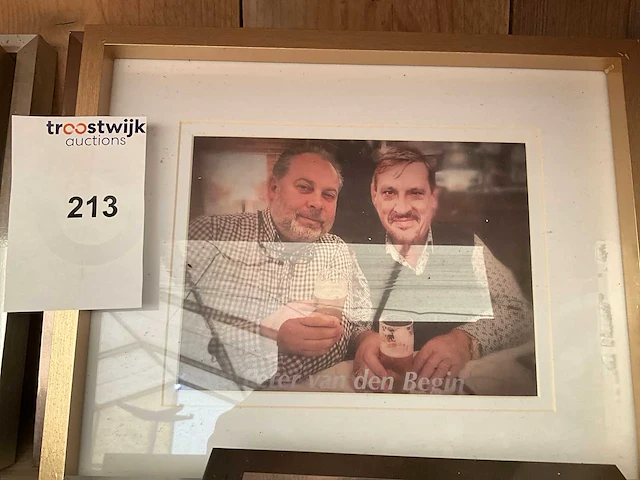 troostwijk
auctions
213
van den Begin